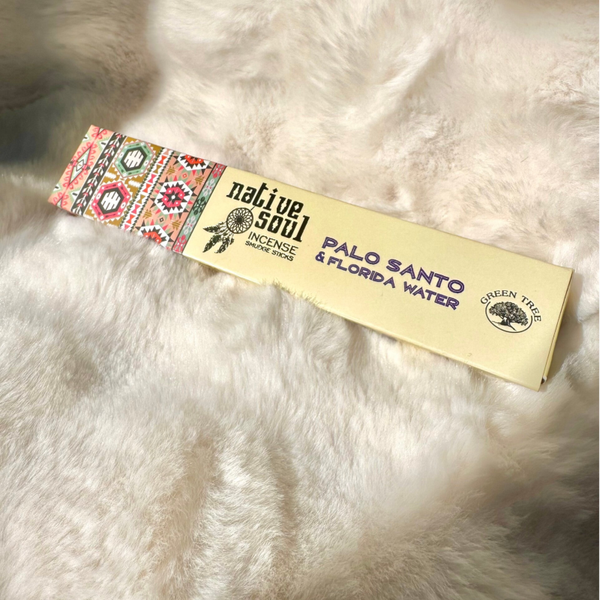 native
soul
INCENSE
SMUDGE STICKS
PALO SANTO
& FLORIDA WATER
GREEN TREE